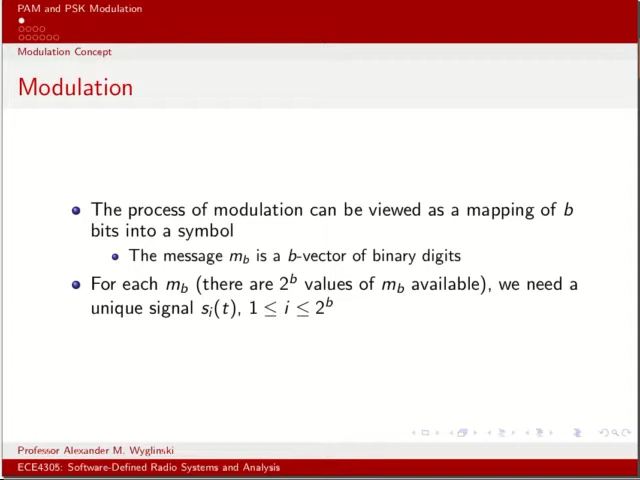 PAM and PSK Modulation
Modulation Concept
Modulation
The process of modulation can be viewed as a mapping of b
bits into a symbol
The message m_b is a b-vector of binary digits
For each m_b (there are 2^b values of m_b available), we need a
unique signal s_i(t), 1 ≤ i ≤ 2^b
Professor Alexander M. Wyglinski
ECE4305: Software-Defined Radio Systems and Analysis